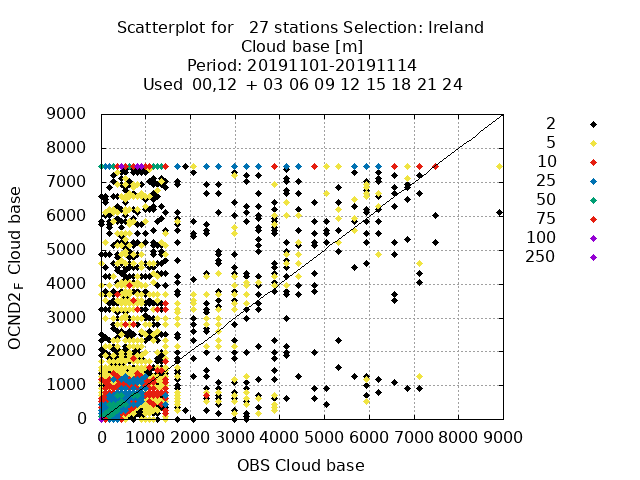 Scatterplot for   27 stations Selection: Ireland
Cloud base [m]
Period: 20191101-20191114
Used  00,12  + 03 06 09 12 15 18 21 24
9000
8000
7000
6000
5000
4000
3000
2000
1000
0
OCND2F Cloud base
0 1000 2000 3000 4000 5000 6000 7000 8000 9000
OBS Cloud base
2
5
10
25
50
75
100
250